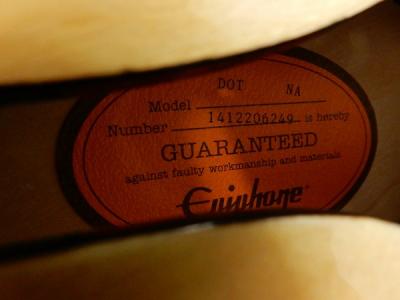 DOT NA
Model
Number 1412206249 is hereby
GUARANTEED
against faulty workmanship and materials
Epiphone